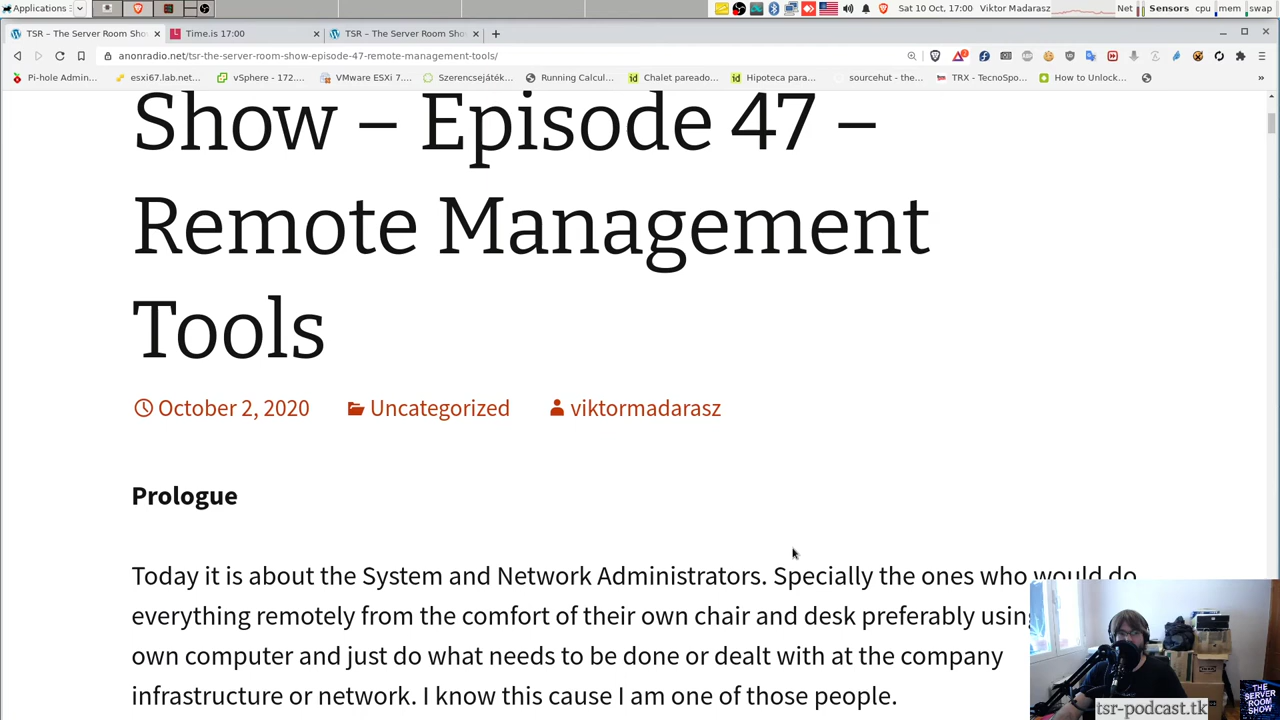 Applications
Sat 10 Oct, 17:00 Viktor Madarasz Net Sensors cpu mem swap
TSR – The Server Room Sho
Time.is 17:00
TSR – The Server Room Sho
anonradio.net/tsr-the-server-room-show-episode-47-remote-management-tools/
Pi-hole Admin... esxi67.lab.net... vSphere - 172.... VMware ESXi 7.... Szerencsejáték... Running Calcul... Chalet pareado... Hipoteca para... sourcehut - the... TRX - TecnoSpo... How to Unlock... »
Show – Episode 47 –
Remote Management
Tools
October 2, 2020 Uncategorized viktormadarasz
Prologue
Today it is about the System and Network Administrators. Specially the ones who would do
everything remotely from the comfort of their own chair and desk preferably using
own computer and just do what needs to be done or dealt with at the company
infrastructure or network. I know this cause I am one of those people.
tsr-podcast.tk
THE
SERVER
ROOM
SHOW